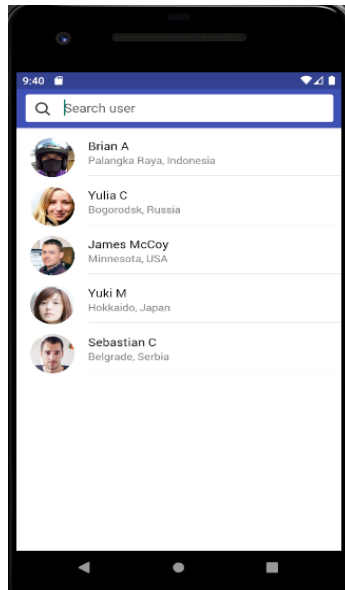 9:40
Search user
Brian A
Palangka Raya, Indonesia
Yulia C
Bogorodsk, Russia
James McCoy
Minnesota, USA
Yuki M
Hokkaido, Japan
Sebastian C
Belgrade, Serbia